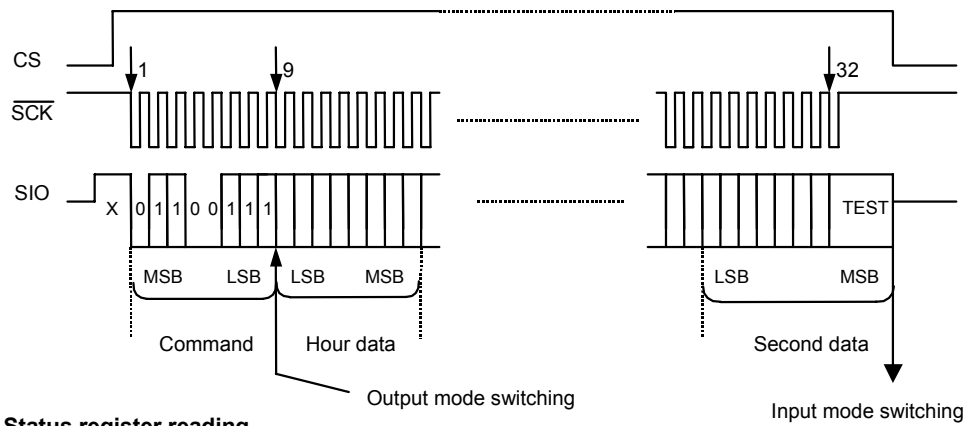 CS
1
9
32
SCK
SIO
X 0 1 1 0 0 1 1 1
TEST
MSB LSB LSB MSB
LSB MSB
Command Hour data
Second data
Output mode switching
Input mode switching
Status register reading